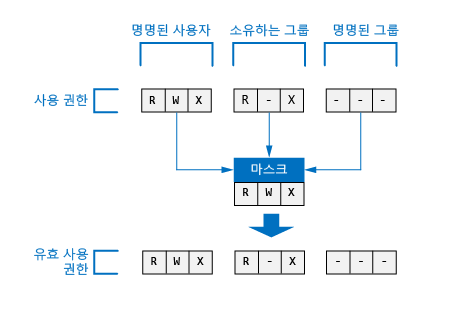 명명된 사용자 소유하는 그룹 명명된 그룹
사용 권한 R W X R - X - - -
마스크
R W X
유효 사용
권한 R W X R - X - - -